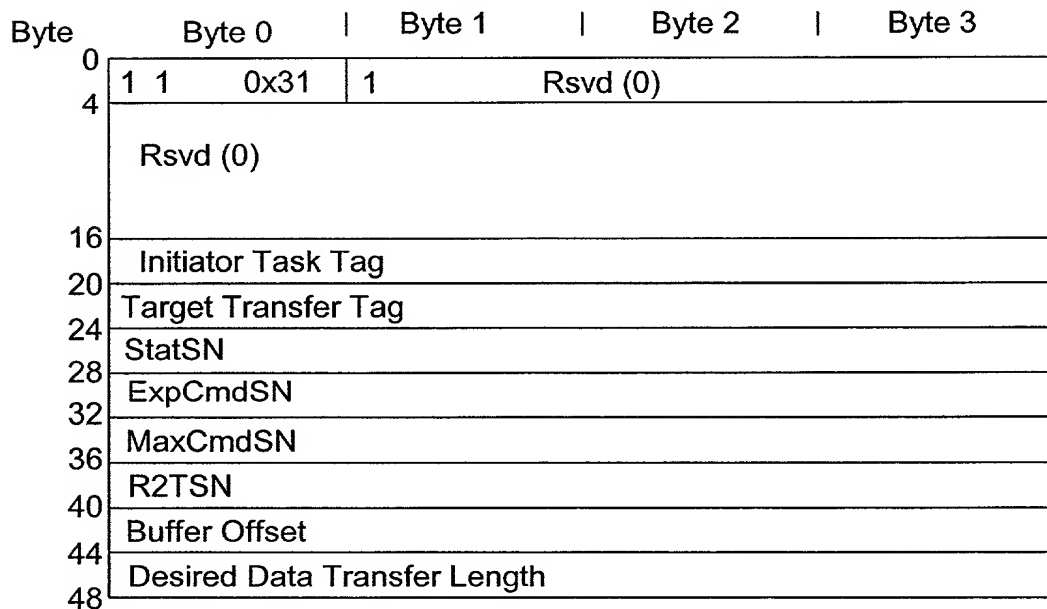 Byte Byte 0 | Byte 1 | Byte 2 | Byte 3
0
1 1 0x31 1 Rsvd (0)
4
Rsvd (0)
16
Initiator Task Tag
20
Target Transfer Tag
24
StatSN
28
ExpCmdSN
32
MaxCmdSN
36
R2TSN
40
Buffer Offset
44
Desired Data Transfer Length
48